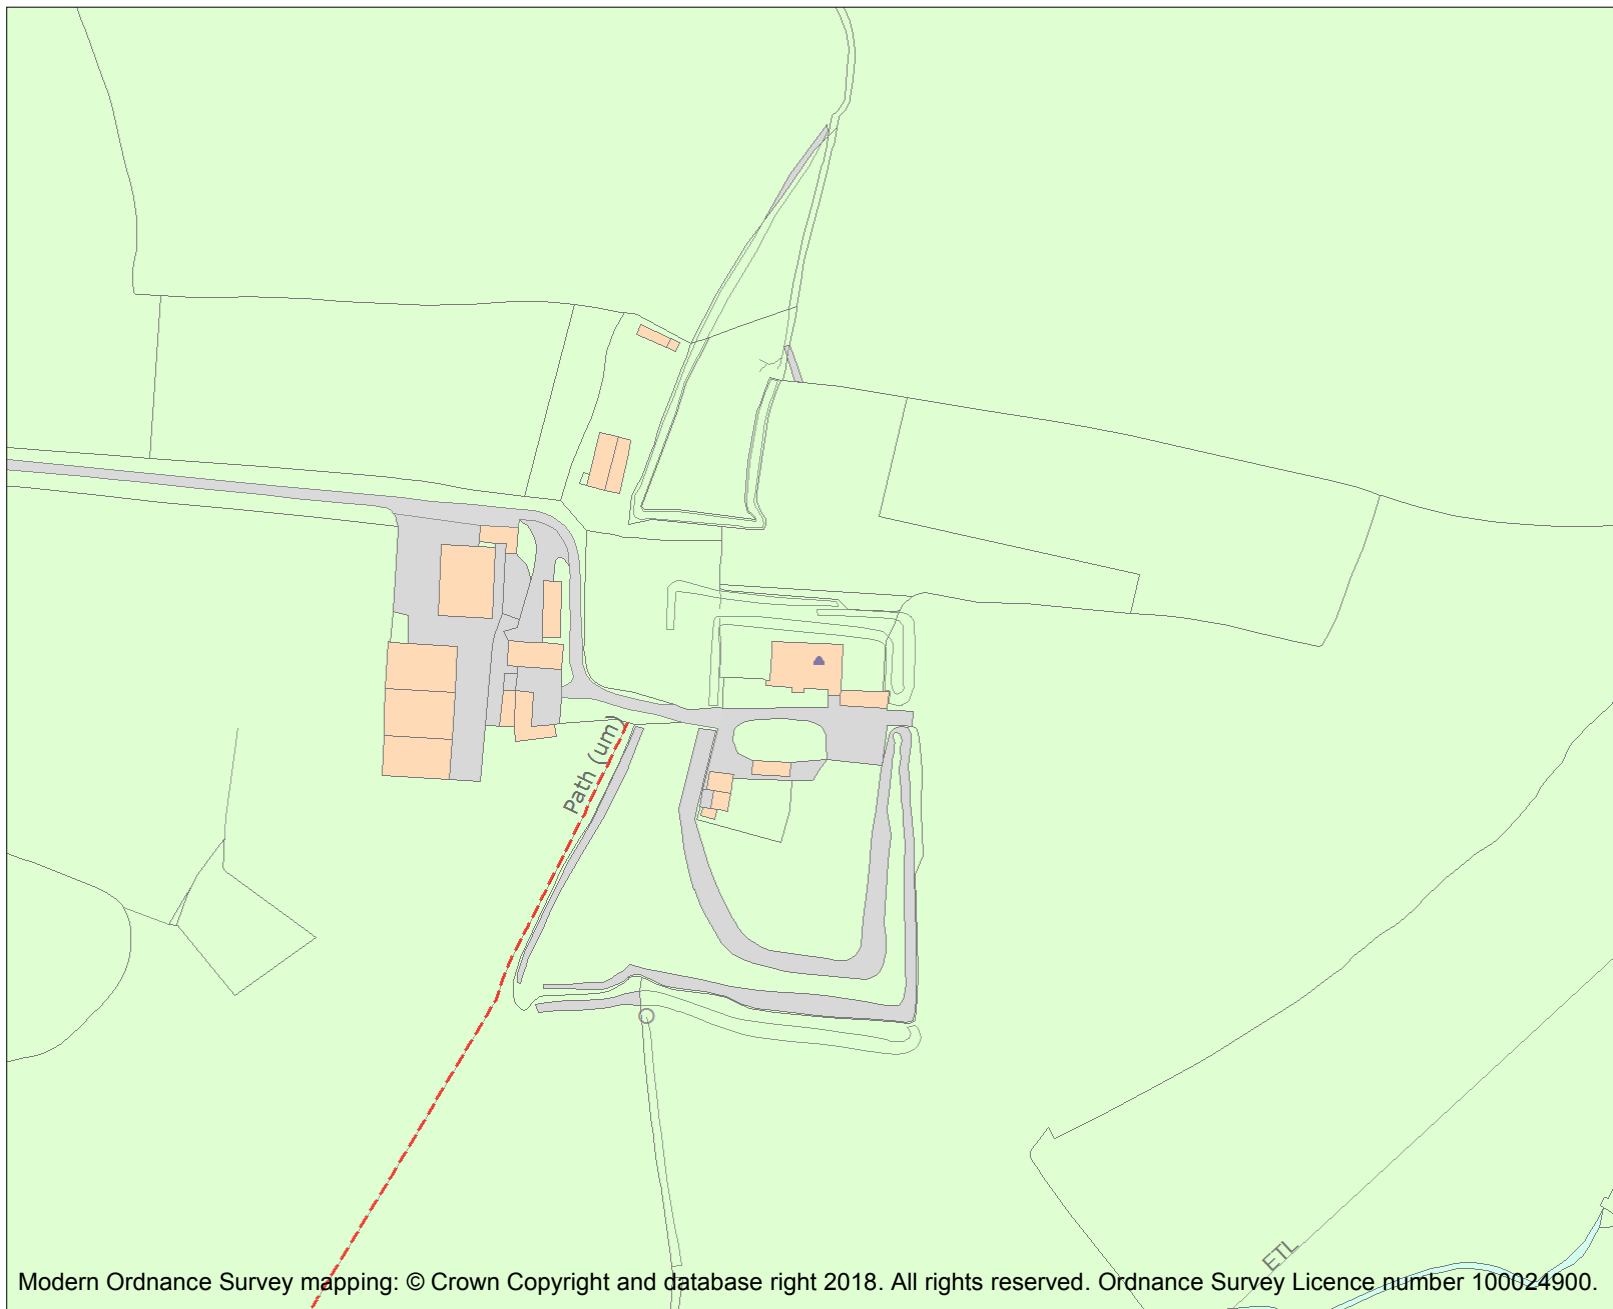 Path (um)
ETL
Modern Ordnance Survey mapping: © Crown Copyright and database right 2018. All rights reserved. Ordnance Survey Licence number 100024900.